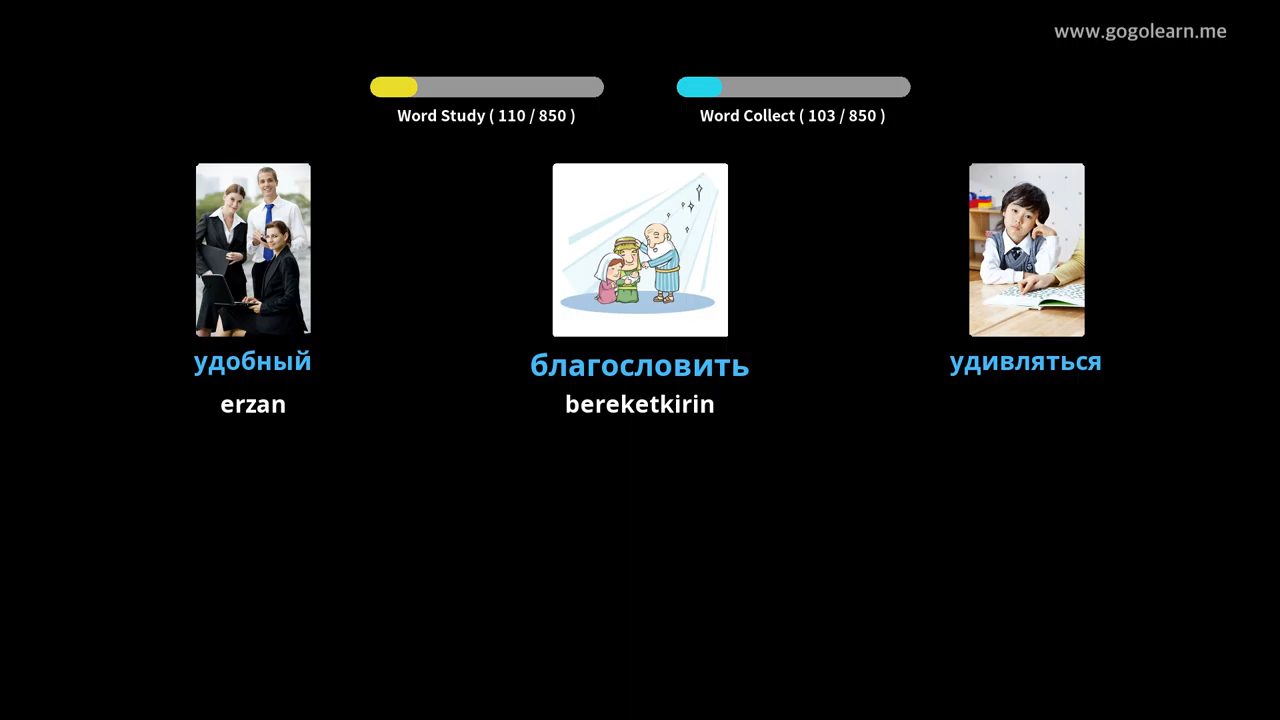 www.gogolearn.me
Word Study ( 110 / 850 )
Word Collect ( 103 / 850 )
удобный
благословить
удивляться
erzan
bereketkirin